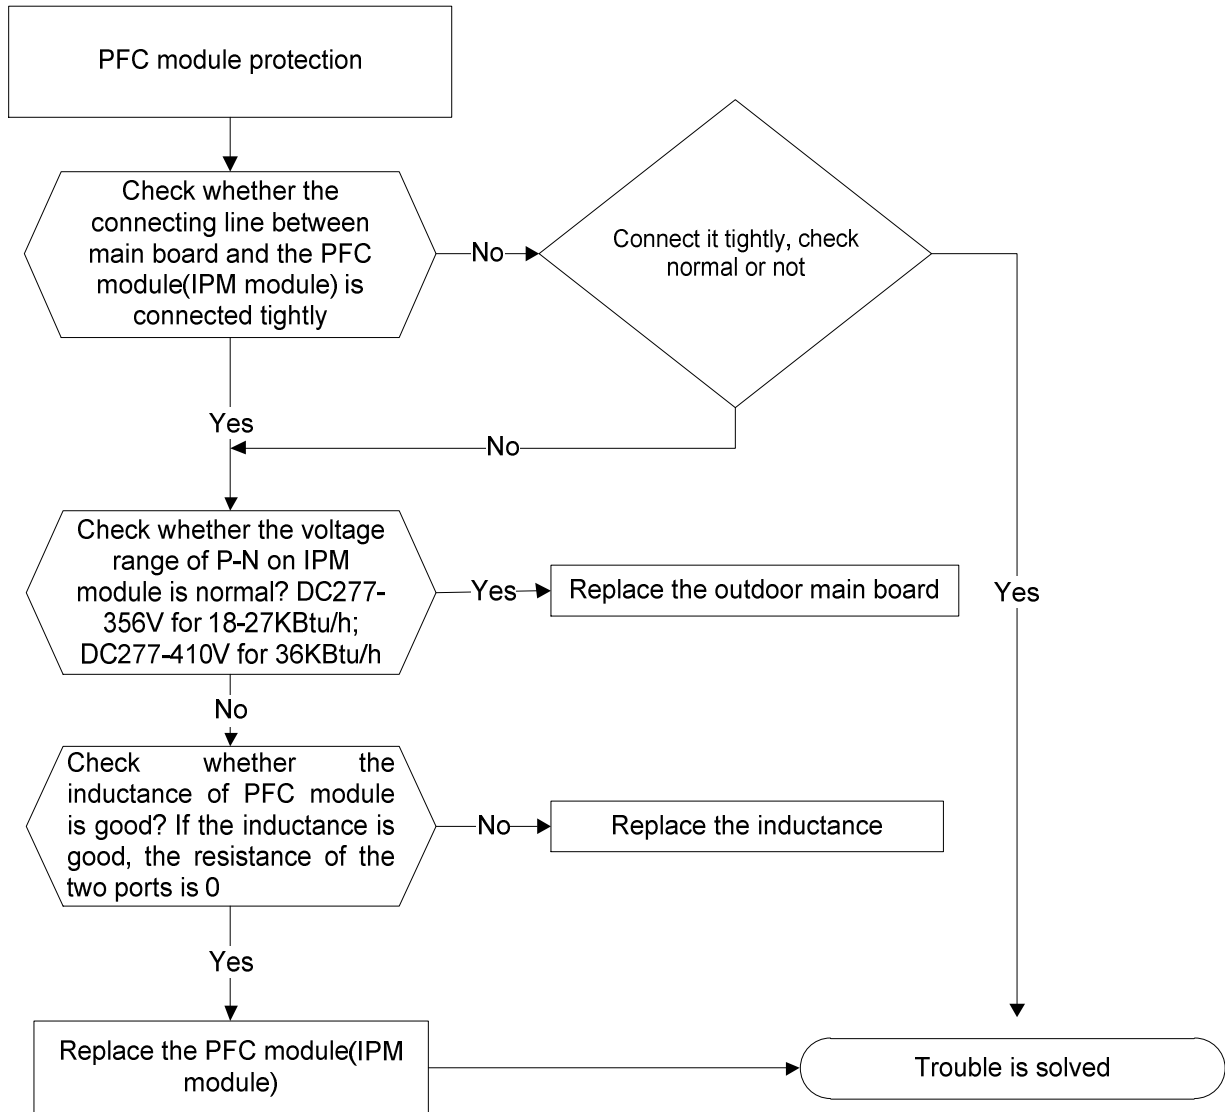 PFC module protection
Check whether the
connecting line between
main board and the PFC
module(IPM module) is
connected tightly
No
Connect it tightly, check
normal or not
Yes
No
Check whether the voltage
range of P-N on IPM
module is normal? DC277-
356V for 18-27KBtu/h;
DC277-410V for 36KBtu/h
Yes
Replace the outdoor main board
Yes
No
Check whether the
inductance of PFC module
is good? If the inductance is
good, the resistance of the
two ports is 0
No
Replace the inductance
Yes
Replace the PFC module(IPM
module)
Trouble is solved